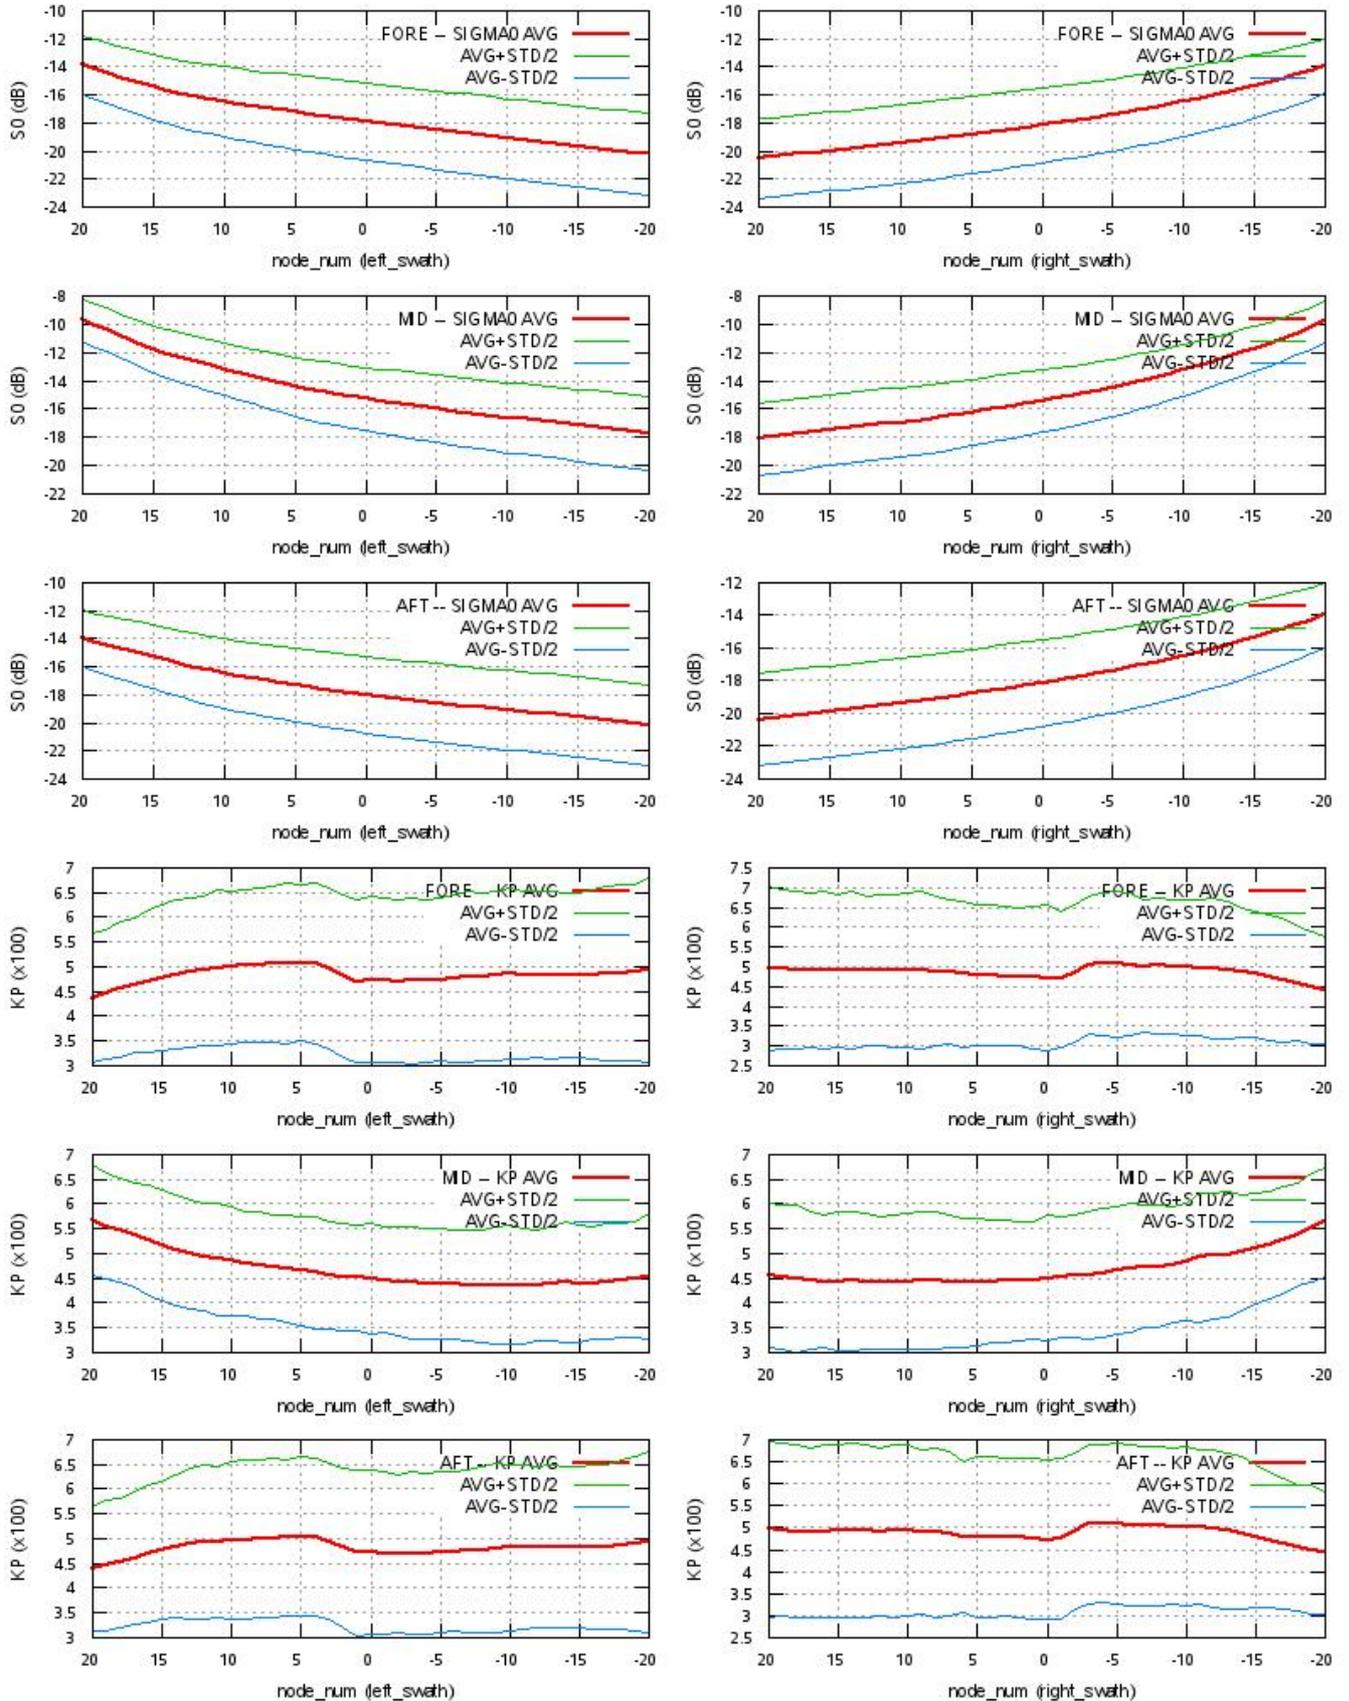 -10
-12
-14
-16
-18
-20
-22
-24
S0 (dB)
FORE – SIGMA0 AVG
AVG+STD/2
AVG-STD/2
20 15 10 5 0 -5 -10 -15 -20
node_num (left_swath)
-10
-12
-14
-16
-18
-20
-22
-24
S0 (dB)
FORE – SIGMA0 AVG
AVG+STD/2
AVG-STD/2
20 15 10 5 0 -5 -10 -15 -20
node_num (right_swath)
-8
-10
-12
-14
-16
-18
-20
-22
S0 (dB)
MID – SIGMA0 AVG
AVG+STD/2
AVG-STD/2
20 15 10 5 0 -5 -10 -15 -20
node_num (left_swath)
-8
-10
-12
-14
-16
-18
-20
-22
S0 (dB)
MID – SIGMA0 AVG
AVG+STD/2
AVG-STD/2
20 15 10 5 0 -5 -10 -15 -20
node_num (right_swath)
-10
-12
-14
-16
-18
-20
-22
-24
S0 (dB)
AFT -- SIGMA0 AVG
AVG+STD/2
AVG-STD/2
20 15 10 5 0 -5 -10 -15 -20
node_num (left_swath)
-12
-14
-16
-18
-20
-22
-24
S0 (dB)
AFT -- SIGMA0 AVG
AVG+STD/2
AVG-STD/2
20 15 10 5 0 -5 -10 -15 -20
node_num (right_swath)
7
6.5
6
5.5
5
4.5
4
3.5
3
KP (x100)
FORE – KP AVG
AVG+STD/2
AVG-STD/2
20 15 10 5 0 -5 -10 -15 -20
node_num (left_swath)
7.5
7
6.5
6
5.5
5
4.5
4
3.5
3
2.5
KP (x100)
FORE – KP AVG
AVG+STD/2
AVG-STD/2
20 15 10 5 0 -5 -10 -15 -20
node_num (right_swath)
7
6.5
6
5.5
5
4.5
4
3.5
3
KP (x100)
MID – KP AVG
AVG+STD/2
AVG-STD/2
20 15 10 5 0 -5 -10 -15 -20
node_num (left_swath)
7
6.5
6
5.5
5
4.5
4
3.5
3
KP (x100)
MID – KP AVG
AVG+STD/2
AVG-STD/2
20 15 10 5 0 -5 -10 -15 -20
node_num (right_swath)
7
6.5
6
5.5
5
4.5
4
3.5
3
KP (x100)
AFT -- KP AVG
AVG+STD/2
AVG-STD/2
20 15 10 5 0 -5 -10 -15 -20
node_num (left_swath)
7
6.5
6
5.5
5
4.5
4
3.5
3
2.5
KP (x100)
AFT -- KP AVG
AVG+STD/2
AVG-STD/2
20 15 10 5 0 -5 -10 -15 -20
node_num (right_swath)